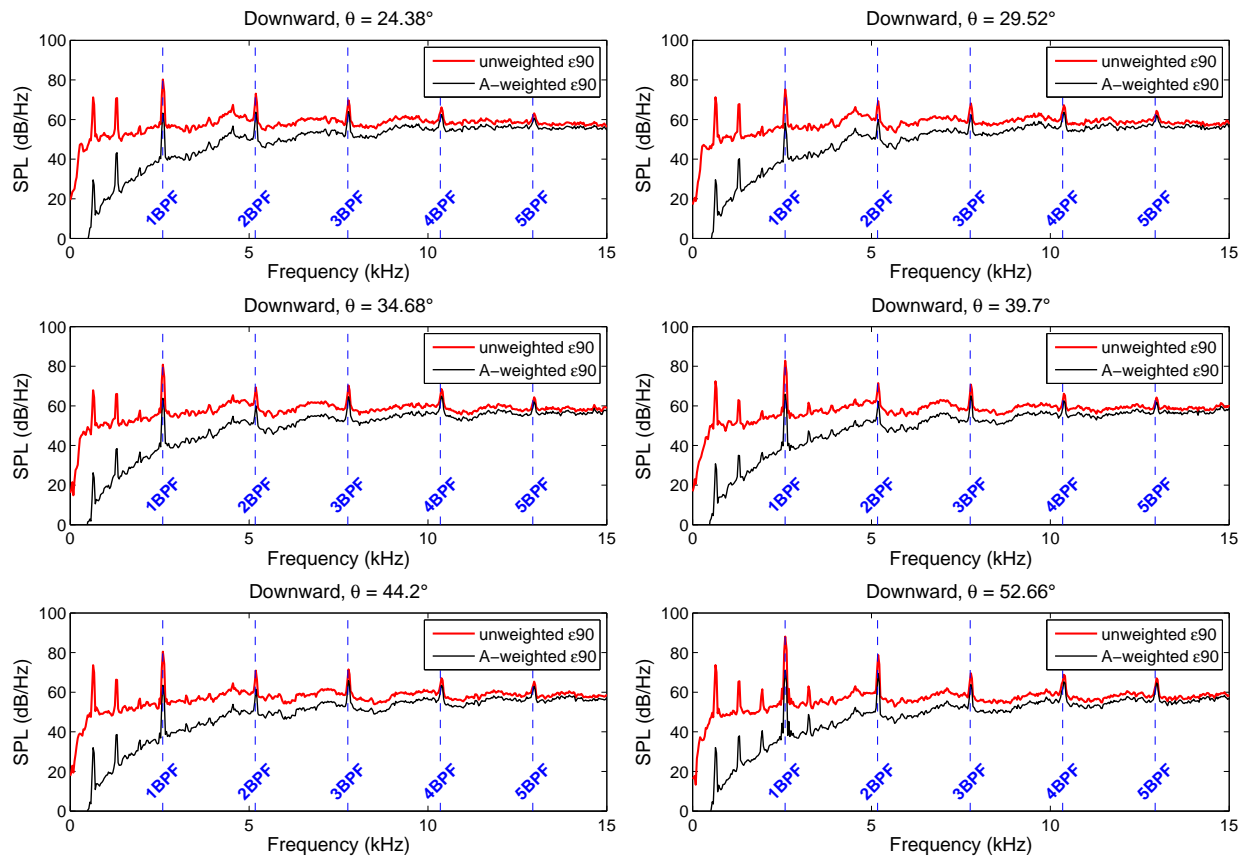 Downward, θ = 24.38°
SPL (dB/Hz)
100
80
60
40
20
0
unweighted ε90
A−weighted ε90
1BPF
2BPF
3BPF
4BPF
5BPF
0 5 10 15
Frequency (kHz)
Downward, θ = 29.52°
SPL (dB/Hz)
100
80
60
40
20
0
unweighted ε90
A−weighted ε90
1BPF
2BPF
3BPF
4BPF
5BPF
0 5 10 15
Frequency (kHz)
Downward, θ = 34.68°
SPL (dB/Hz)
100
80
60
40
20
0
unweighted ε90
A−weighted ε90
1BPF
2BPF
3BPF
4BPF
5BPF
0 5 10 15
Frequency (kHz)
Downward, θ = 39.7°
SPL (dB/Hz)
100
80
60
40
20
0
unweighted ε90
A−weighted ε90
1BPF
2BPF
3BPF
4BPF
5BPF
0 5 10 15
Frequency (kHz)
Downward, θ = 44.2°
SPL (dB/Hz)
100
80
60
40
20
0
unweighted ε90
A−weighted ε90
1BPF
2BPF
3BPF
4BPF
5BPF
0 5 10 15
Frequency (kHz)
Downward, θ = 52.66°
SPL (dB/Hz)
100
80
60
40
20
0
unweighted ε90
A−weighted ε90
1BPF
2BPF
3BPF
4BPF
5BPF
0 5 10 15
Frequency (kHz)